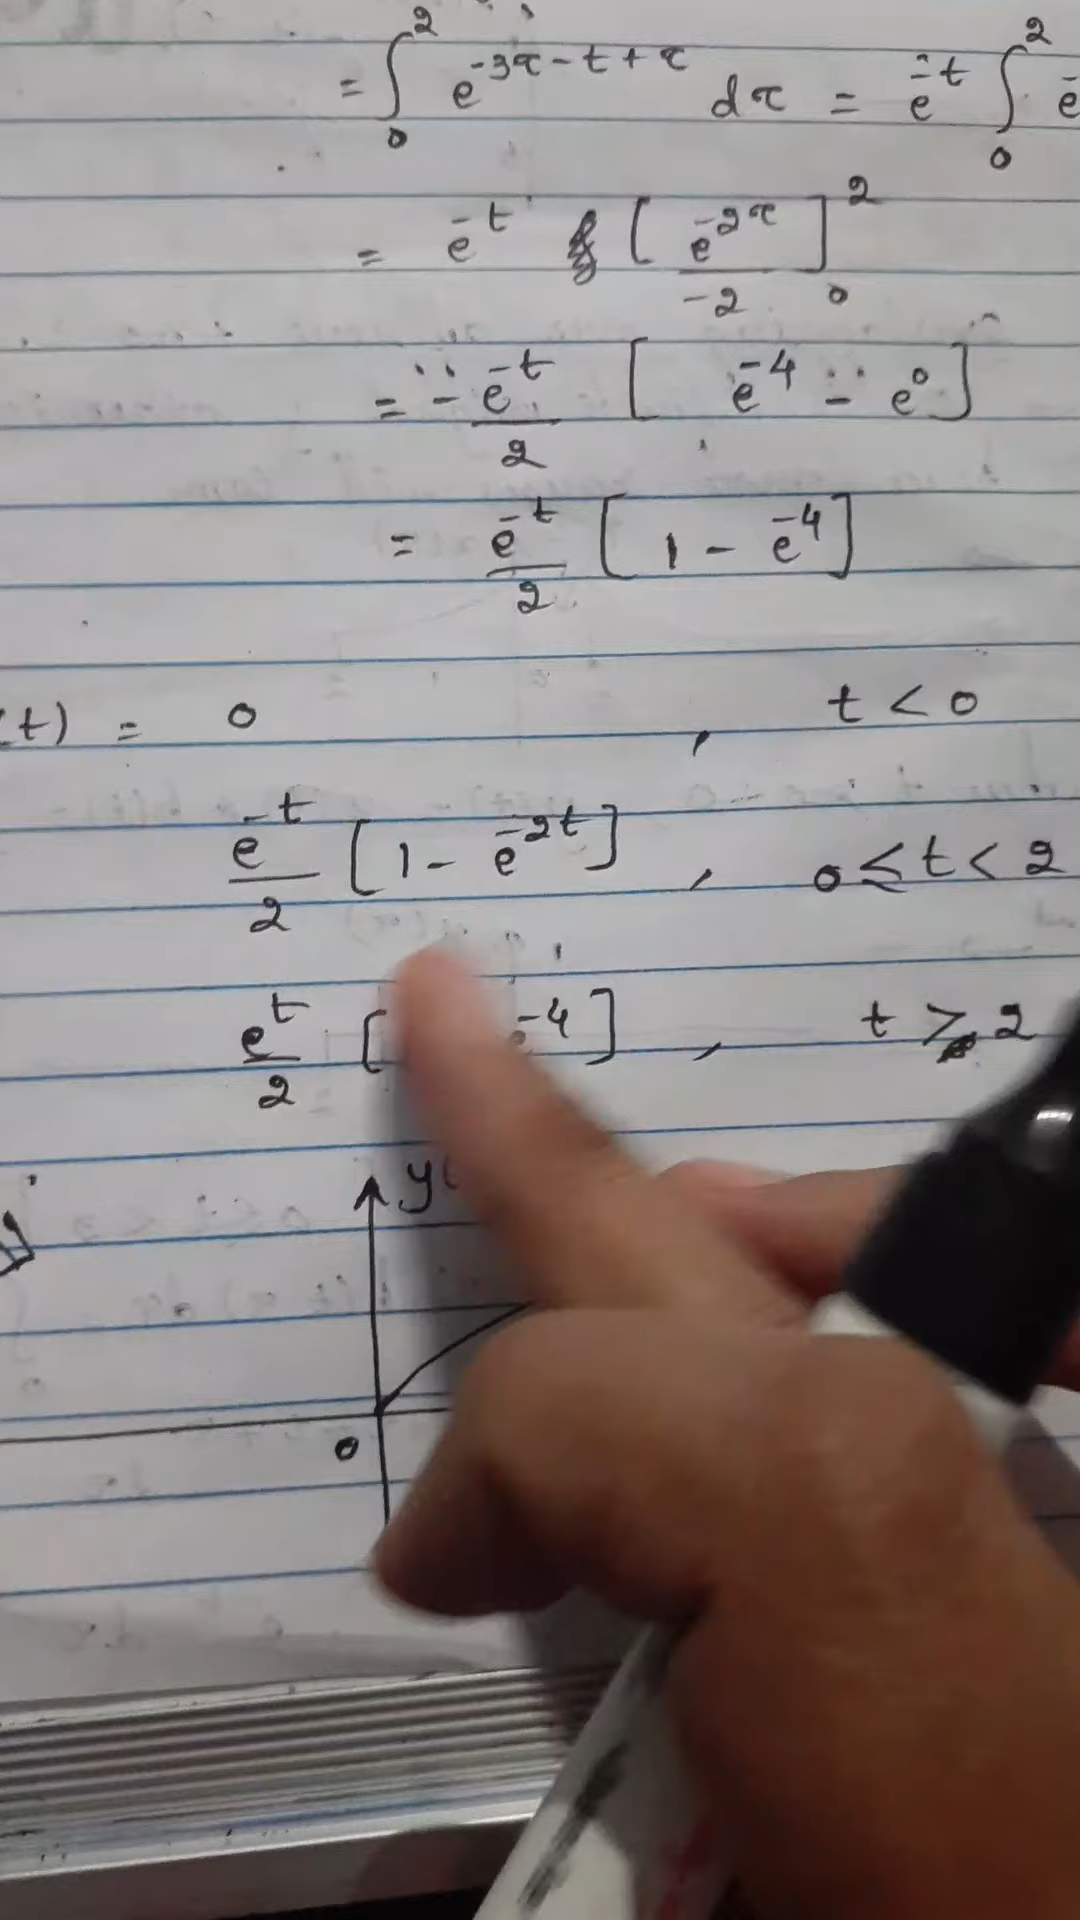 = ∫₀² e^{-3τ-t+τ} dτ = e^{-t} ∫₀² e^{-
= e^{-t} [ e^{-2τ} / -2 ]₀²
= - e^{-t}/2 [ e^{-4} - e^{0} ]
= e^{-t}/2 [ 1 - e^{-4} ]
(t) = 0 , t < 0
e^{-t}/2 [ 1 - e^{-2t} ] , 0 ≤ t < 2
e^{t}/2 [ e^{-4} ] , t ≥ 2
y(
0